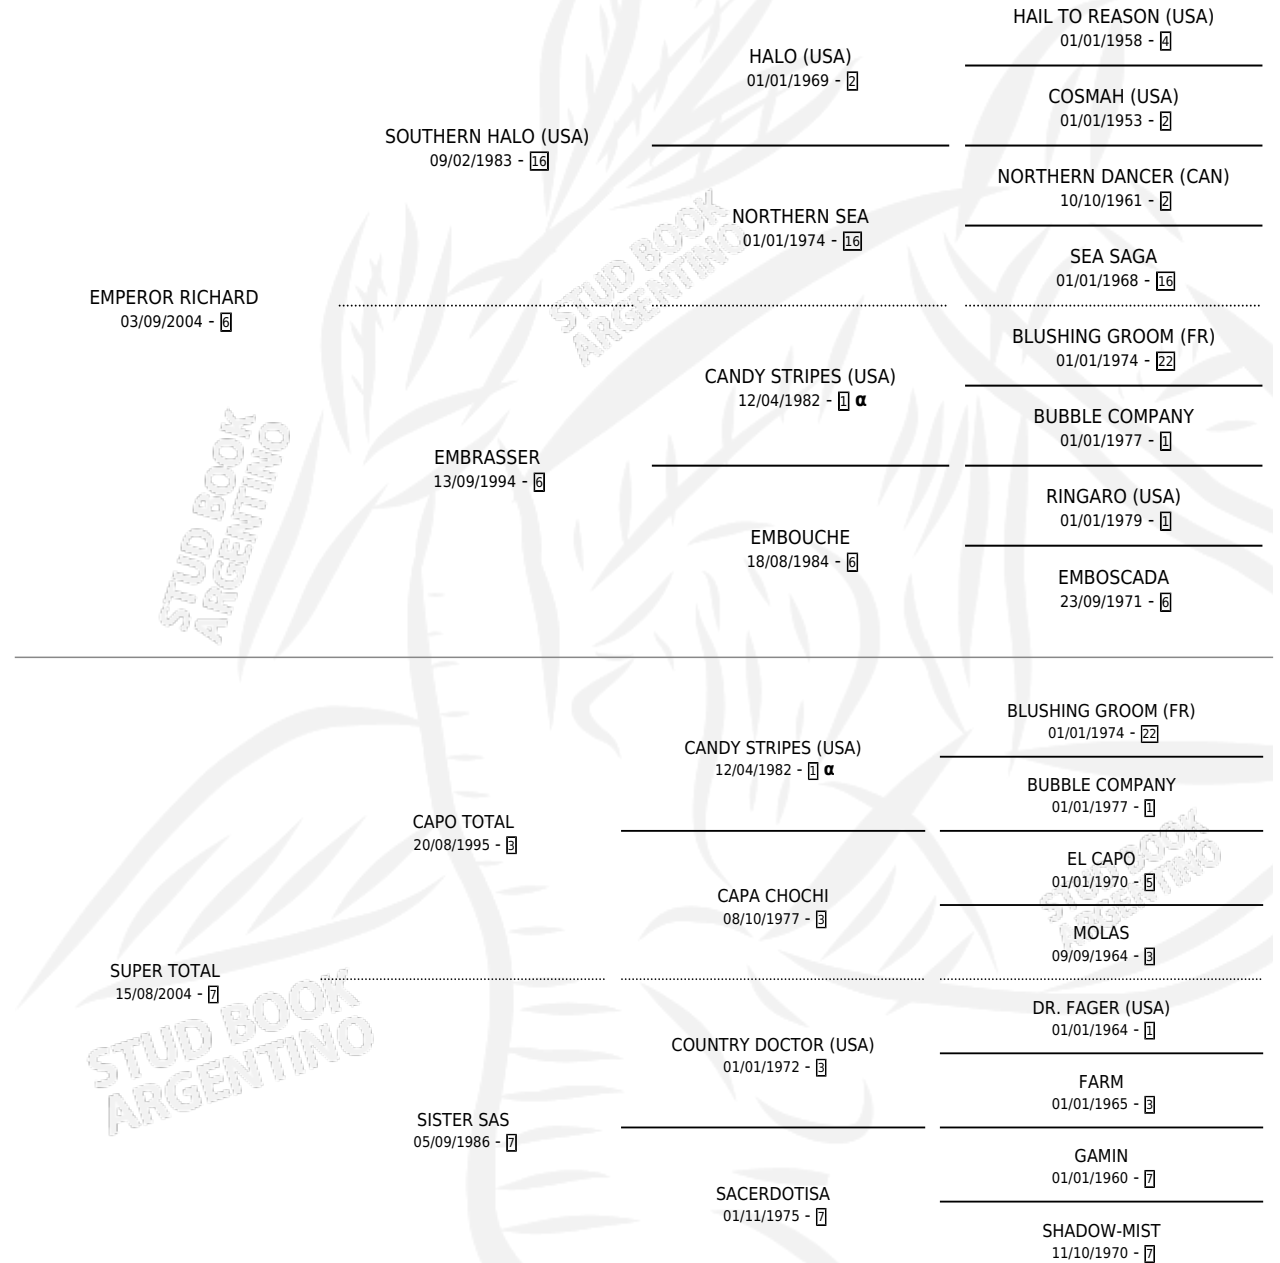 HAIL TO REASON (USA)
01/01/1958 - 4
HALO (USA)
01/01/1969 - 2
COSMAH (USA)
01/01/1953 - 2
SOUTHERN HALO (USA)
09/02/1983 - 16
NORTHERN DANCER (CAN)
10/10/1961 - 2
NORTHERN SEA
01/01/1974 - 16
SEA SAGA
01/01/1968 - 16
EMPEROR RICHARD
03/09/2004 - 6
BLUSHING GROOM (FR)
01/01/1974 - 22
CANDY STRIPES (USA)
12/04/1982 - 1 α
BUBBLE COMPANY
01/01/1977 - 1
EMBRASSER
13/09/1994 - 6
RINGARO (USA)
01/01/1979 - 1
EMBOUCHE
18/08/1984 - 6
EMBOSCADA
23/09/1971 - 6
BLUSHING GROOM (FR)
01/01/1974 - 22
CANDY STRIPES (USA)
12/04/1982 - 1 α
BUBBLE COMPANY
01/01/1977 - 1
CAPO TOTAL
20/08/1995 - 3
EL CAPO
01/01/1970 - 5
CAPA CHOCHI
08/10/1977 - 3
MOLAS
09/09/1964 - 3
SUPER TOTAL
15/08/2004 - 7
DR. FAGER (USA)
01/01/1964 - 1
COUNTRY DOCTOR (USA)
01/01/1972 - 3
FARM
01/01/1965 - 3
SISTER SAS
05/09/1986 - 7
GAMIN
01/01/1960 - 7
SACERDOTISA
01/11/1975 - 7
SHADOW-MIST
11/10/1970 - 7
STUD BOOK
ARGENTINO
STUD BOOK
ARGENTINO
STUD BOOK
ARGENTINO
STUD BOOK
ARGENTINO